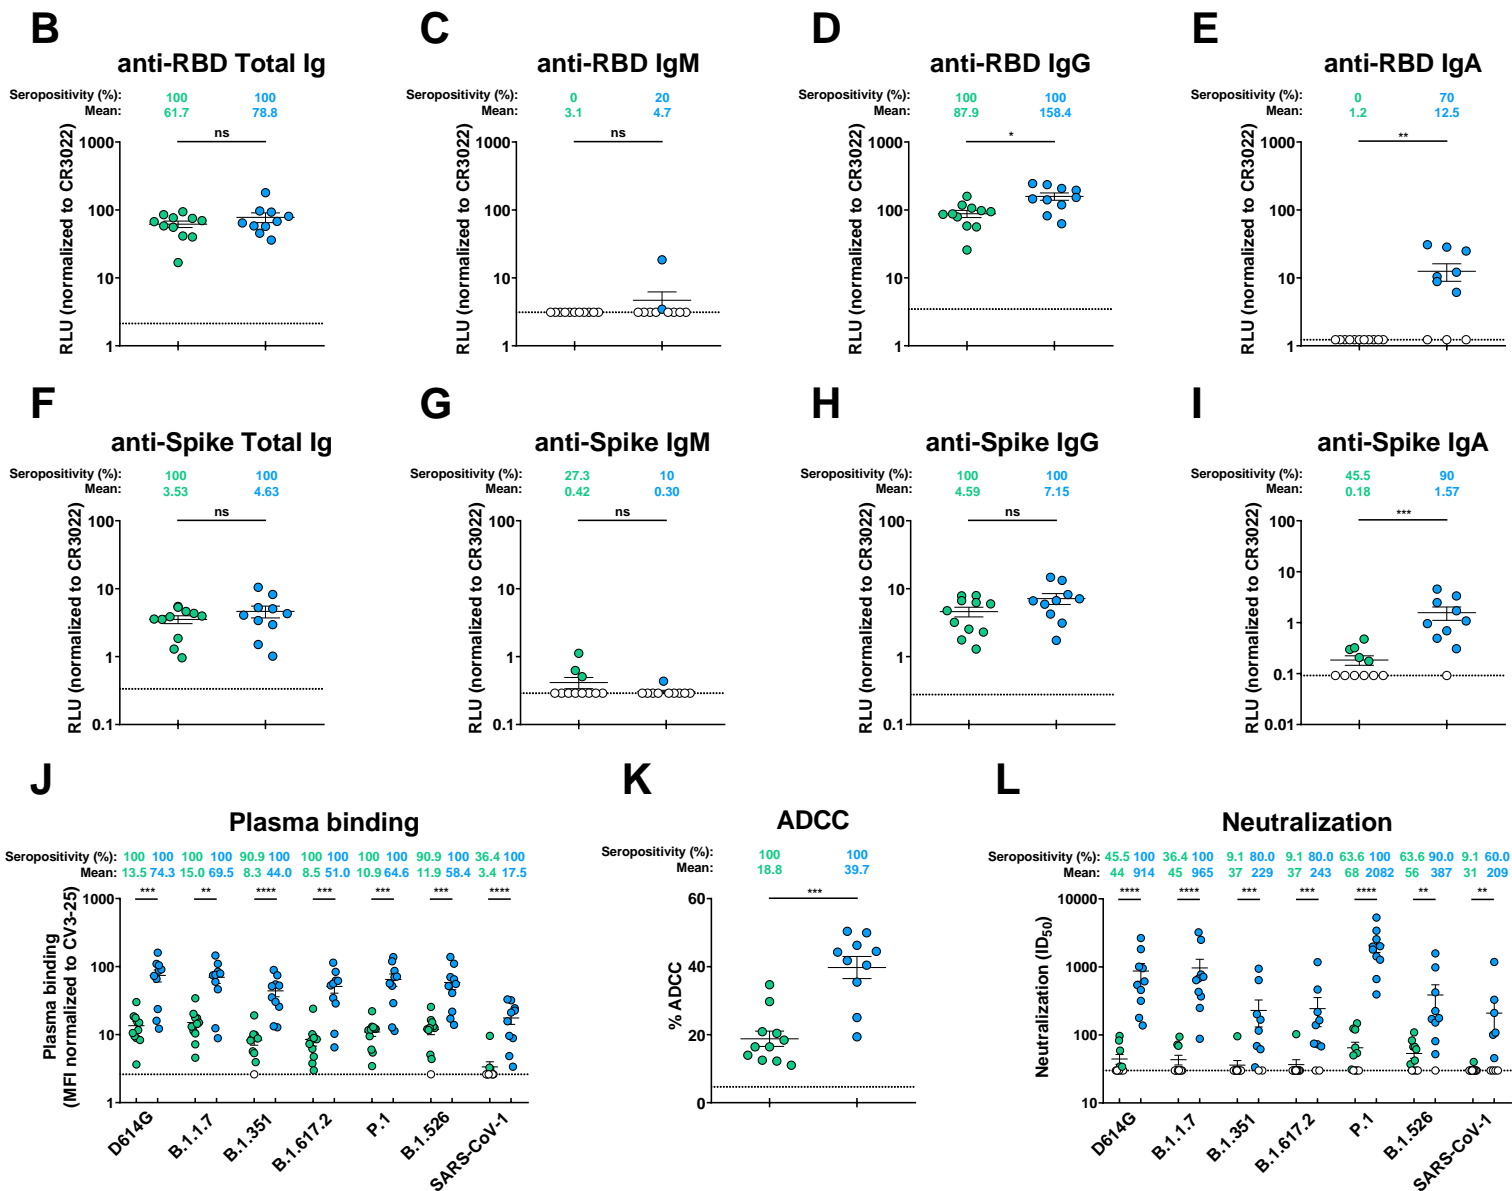 B
anti-RBD Total Ig
Seropositivity (%): 100 100
Mean: 61.7 78.8
ns
RLU (normalized to CR3022)
1000
100
10
1
C
anti-RBD IgM
Seropositivity (%): 0 20
Mean: 3.1 4.7
ns
RLU (normalized to CR3022)
1000
100
10
1
D
anti-RBD IgG
Seropositivity (%): 100 100
Mean: 87.9 158.4
*
RLU (normalized to CR3022)
1000
100
10
1
E
anti-RBD IgA
Seropositivity (%): 0 70
Mean: 1.2 12.5
**
RLU (normalized to CR3022)
1000
100
10
1
F
anti-Spike Total Ig
Seropositivity (%): 100 100
Mean: 3.53 4.63
ns
RLU (normalized to CR3022)
100
10
1
0.1
G
anti-Spike IgM
Seropositivity (%): 27.3 10
Mean: 0.42 0.30
ns
RLU (normalized to CR3022)
100
10
1
0.1
H
anti-Spike IgG
Seropositivity (%): 100 100
Mean: 4.59 7.15
ns
RLU (normalized to CR3022)
100
10
1
0.1
I
anti-Spike IgA
Seropositivity (%): 45.5 90
Mean: 0.18 1.57
***
RLU (normalized to CR3022)
100
10
1
0.1
0.01
J
Plasma binding
Seropositivity (%): 100 100 100 100 90.9 100 100 100 100 100 90.9 100 36.4 100
Mean: 13.5 74.3 15.0 69.5 8.3 44.0 8.5 51.0 10.9 64.6 11.9 58.4 3.4 17.5
*** ** **** *** *** *** ****
Plasma binding
(MFI normalized to CV3-25)
1000
100
10
1
D614G B.1.1.7 B.1.351 B.1.617.2 P.1 B.1.526 SARS-CoV-1
K
ADCC
Seropositivity (%): 100 100
Mean: 18.8 39.7
***
% ADCC
60
40
20
0
L
Neutralization
Seropositivity (%): 45.5 100 36.4 100 9.1 80.0 9.1 80.0 63.6 100 63.6 90.0 9.1 60.0
Mean: 44 914 45 965 37 229 37 243 68 2082 56 387 31 209
**** **** *** *** **** ** **
Neutralization (ID50)
10000
1000
100
10
D614G B.1.1.7 B.1.351 B.1.617.2 P.1 B.1.526 SARS-CoV-1